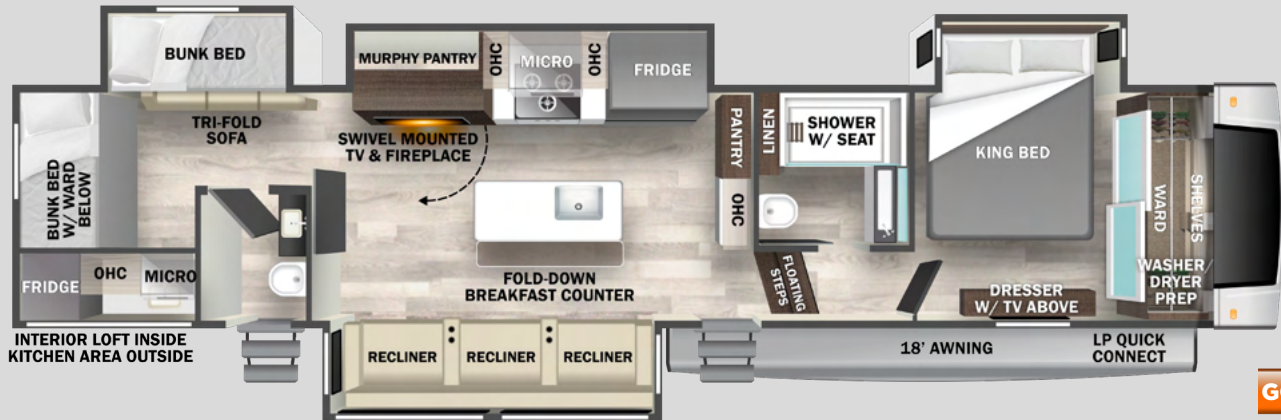 BUNK BED
MURPHY PANTRY
OHC
MICRO
OHC
FRIDGE
TRI-FOLD
SOFA
SWIVEL MOUNTED
TV & FIREPLACE
BUNK BED
W/ WARD
BELOW
PANTRY
OHC
LINEN
SHOWER
W/ SEAT
KING BED
WARD
SHELVES
WASHER/
DRYER
PREP
FRIDGE
OHC
MICRO
FOLD-DOWN
BREAKFAST COUNTER
FLOATING
STEPS
DRESSER
W/ TV ABOVE
INTERIOR LOFT INSIDE
KITCHEN AREA OUTSIDE
RECLINER
RECLINER
RECLINER
18' AWNING
LP QUICK
CONNECT
G